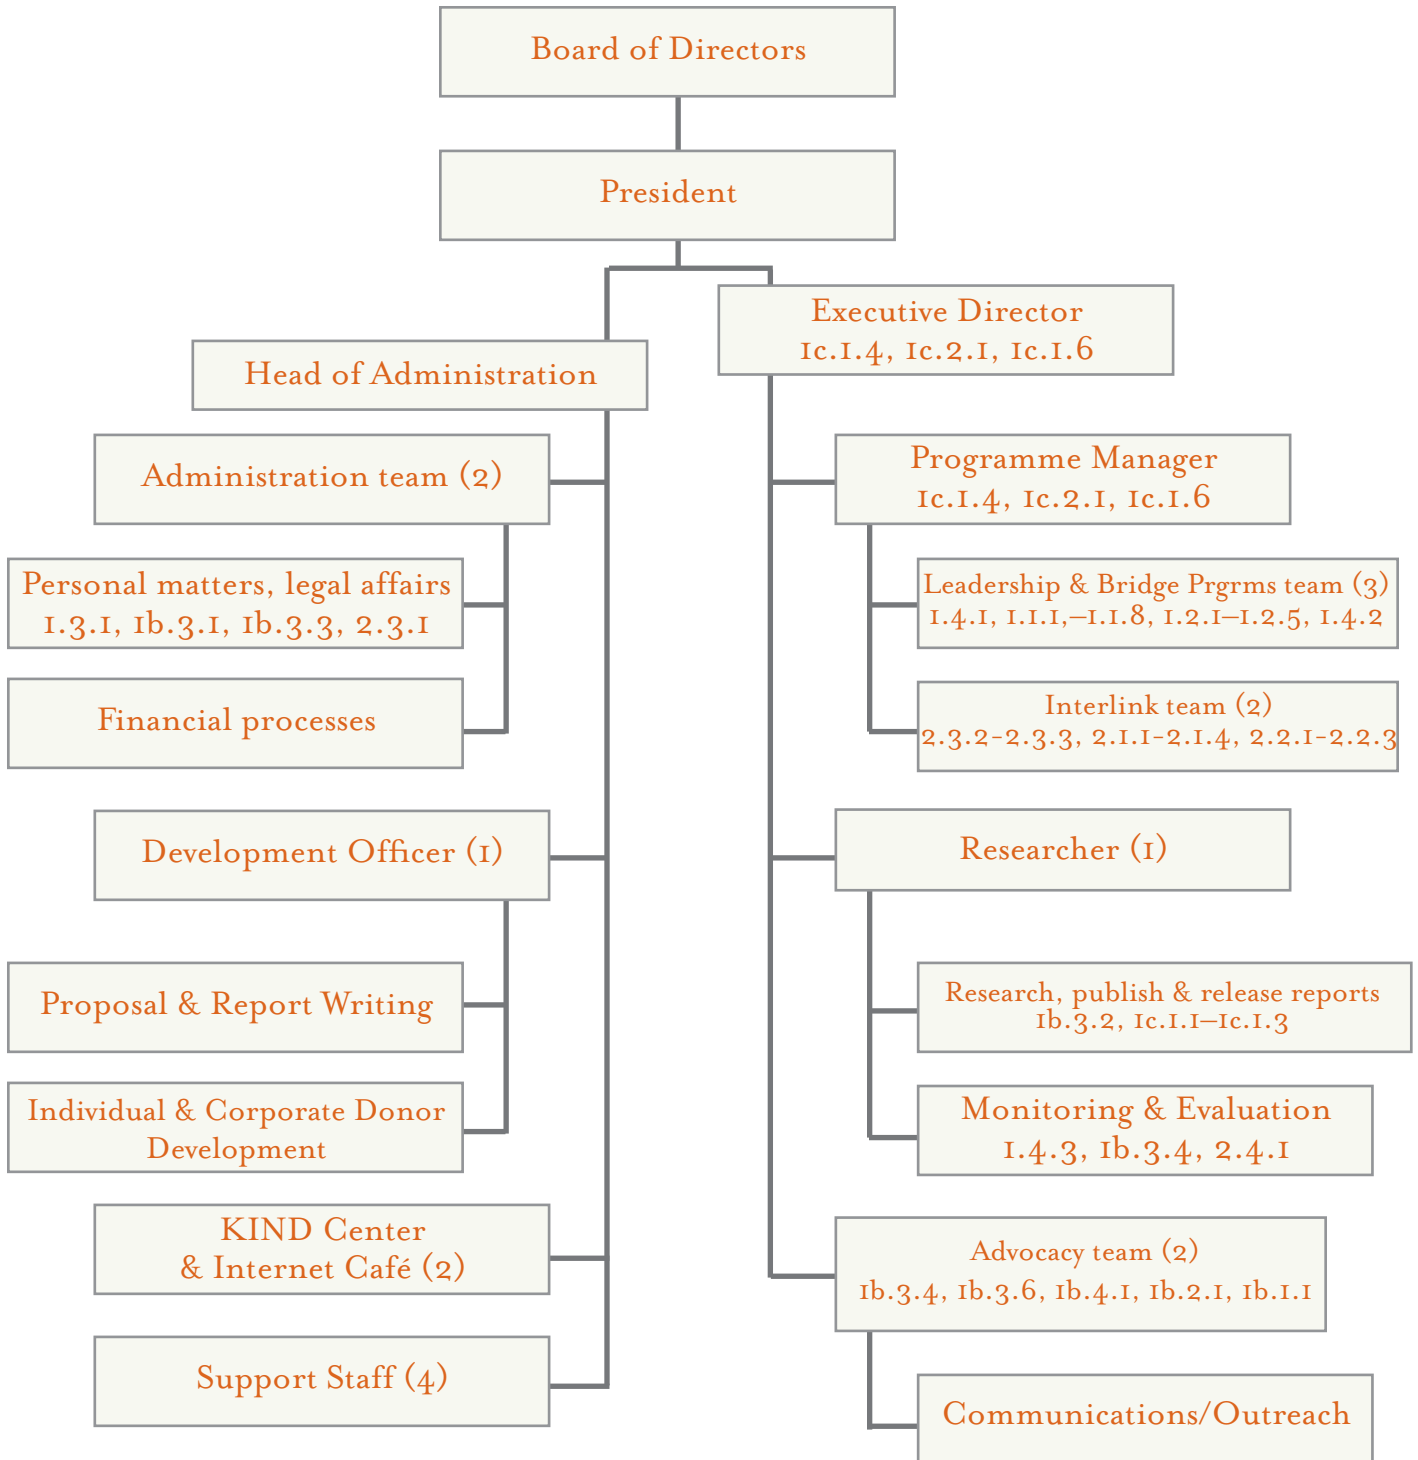 Board of Directors
President
Executive Director
1c.1.4, 1c.2.1, 1c.1.6
Head of Administration
Administration team (2)
Personal matters, legal affairs
1.3.1, 1b.3.1, 1b.3.3, 2.3.1
Financial processes
Development Officer (1)
Proposal & Report Writing
Individual & Corporate Donor
Development
KIND Center
& Internet Café (2)
Support Staff (4)
Programme Manager
1c.1.4, 1c.2.1, 1c.1.6
Leadership & Bridge Prgrms team (3)
1.4.1, 1.1.1,–1.1.8, 1.2.1–1.2.5, 1.4.2
Interlink team (2)
2.3.2-2.3.3, 2.1.1-2.1.4, 2.2.1-2.2.3
Researcher (1)
Research, publish & release reports
1b.3.2, 1c.1.1–1c.1.3
Monitoring & Evaluation
1.4.3, 1b.3.4, 2.4.1
Advocacy team (2)
1b.3.4, 1b.3.6, 1b.4.1, 1b.2.1, 1b.1.1
Communications/Outreach